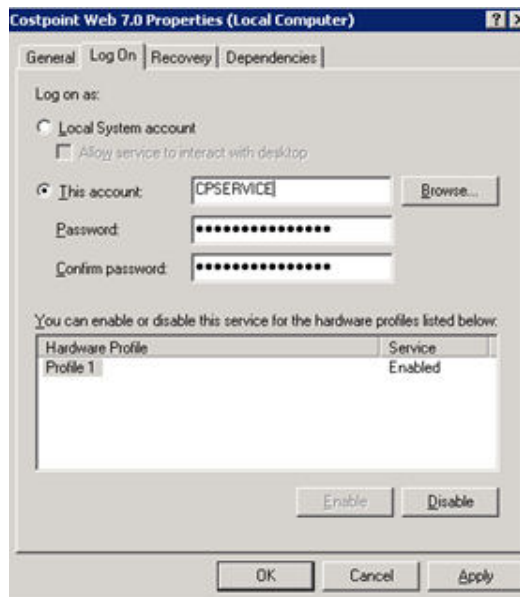 Costpoint Web 7.0 Properties (Local Computer)
General Log On Recovery Dependencies
Log on as:
Local System account
Allow service to interact with desktop
This account: CPSERVICE Browse...
Password: •••••••••••••••
Confirm password: •••••••••••••••
You can enable or disable this service for the hardware profiles listed below:
Hardware Profile Service
Profile 1 Enabled
Enable Disable
OK Cancel Apply